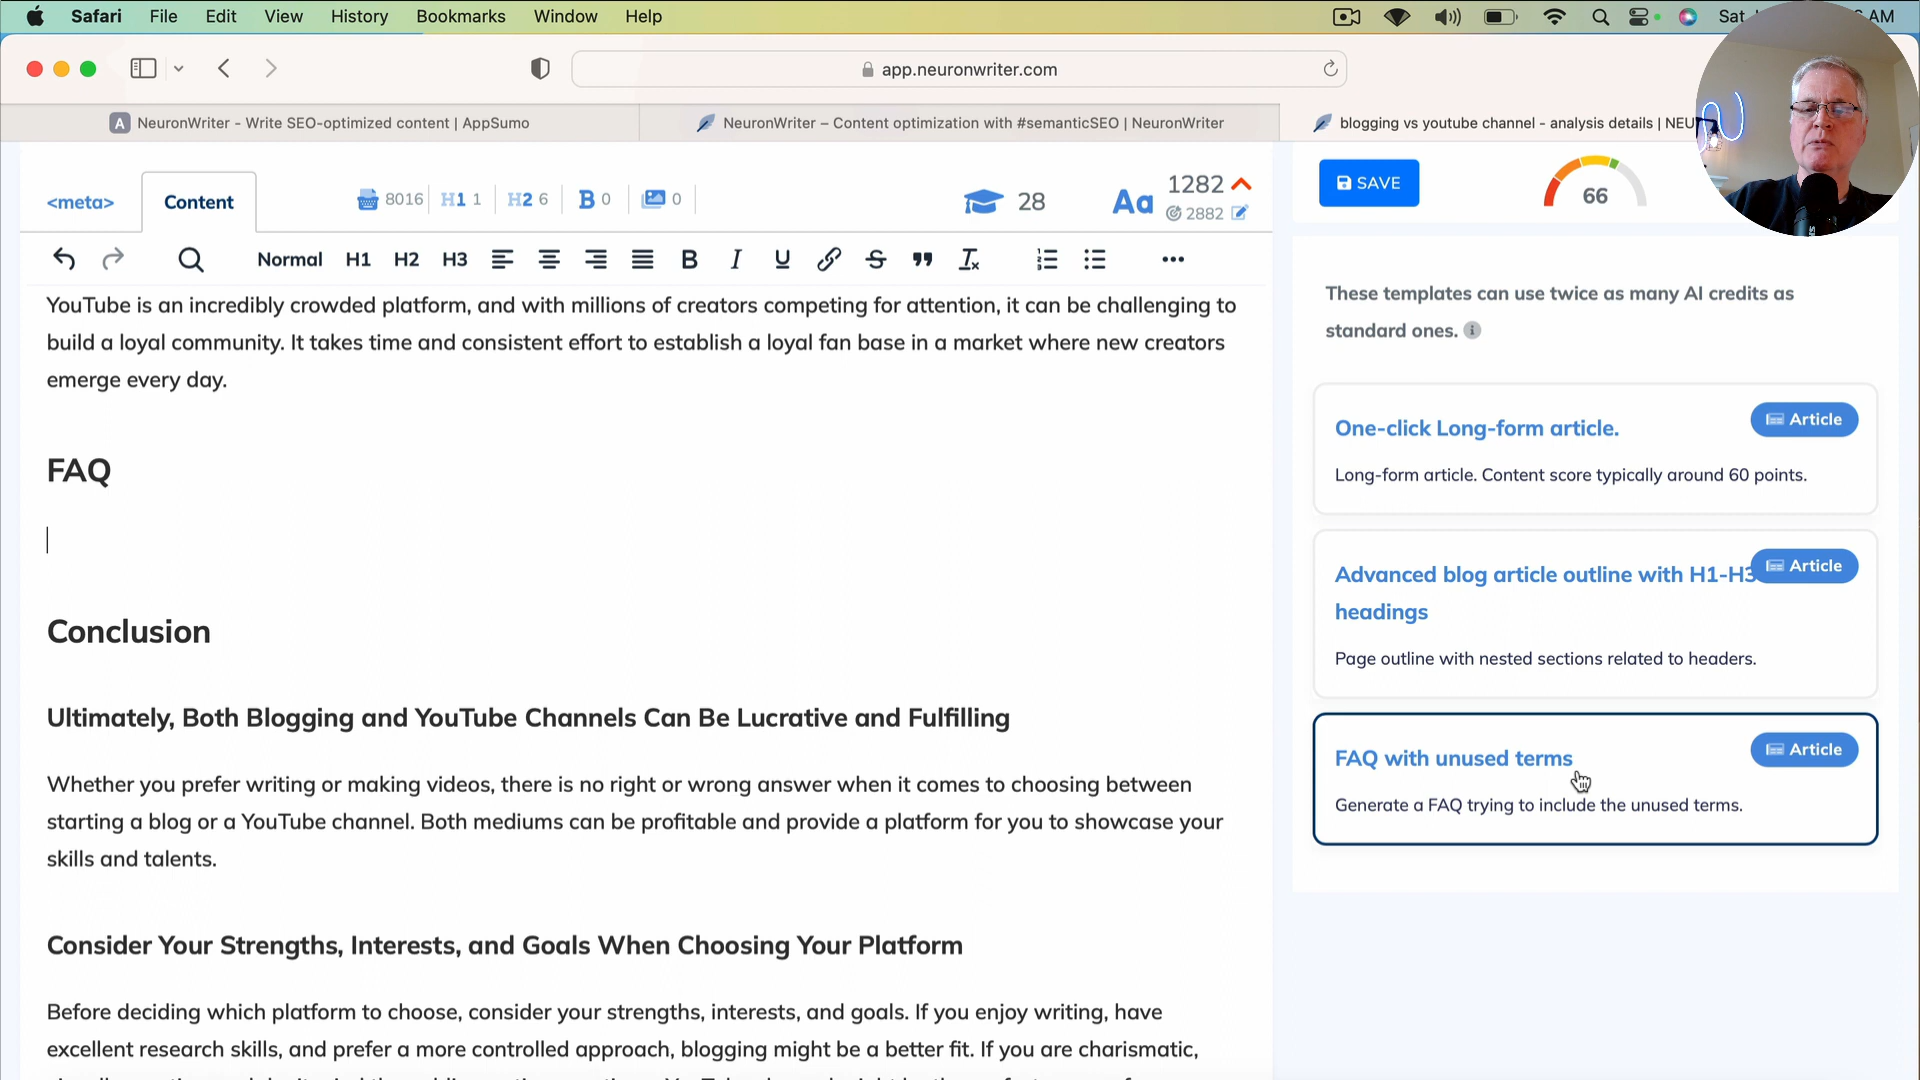 Safari File Edit View History Bookmarks Window Help Sat AM
app.neuronwriter.com
A NeuronWriter - Write SEO-optimized content | AppSumo
NeuronWriter – Content optimization with #semanticSEO | NeuronWriter
blogging vs youtube channel - analysis details | NEU
<meta> Content 8016 H1 1 H2 6 B 0 0 28 Aa 1282 2882
SAVE 66
Normal H1 H2 H3 B I U S
YouTube is an incredibly crowded platform, and with millions of creators competing for attention, it can be challenging to
build a loyal community. It takes time and consistent effort to establish a loyal fan base in a market where new creators
emerge every day.
FAQ
Conclusion
Ultimately, Both Blogging and YouTube Channels Can Be Lucrative and Fulfilling
Whether you prefer writing or making videos, there is no right or wrong answer when it comes to choosing between
starting a blog or a YouTube channel. Both mediums can be profitable and provide a platform for you to showcase your
skills and talents.
Consider Your Strengths, Interests, and Goals When Choosing Your Platform
Before deciding which platform to choose, consider your strengths, interests, and goals. If you enjoy writing, have
excellent research skills, and prefer a more controlled approach, blogging might be a better fit. If you are charismatic,
These templates can use twice as many AI credits as
standard ones.
One-click Long-form article.
Article
Long-form article. Content score typically around 60 points.
Advanced blog article outline with H1-H3
headings
Article
Page outline with nested sections related to headers.
FAQ with unused terms
Article
Generate a FAQ trying to include the unused terms.